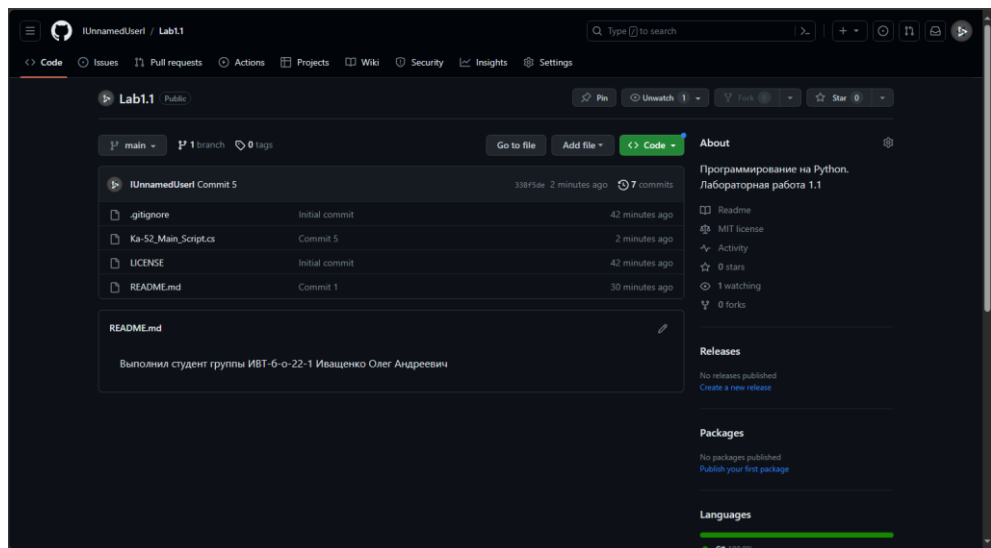 IUnnamedUserI / Lab1.1
Type / to search
Code Issues Pull requests Actions Projects Wiki Security Insights Settings
Lab1.1 Public
Pin Unwatch 1 Fork Star 0
main 1 branch 0 tags Go to file Add file Code
IUnnamedUserI Commit 5 338f5de 2 minutes ago 7 commits
.gitignore Initial commit 42 minutes ago
Ka-52_Main_Script.cs Commit 5 2 minutes ago
LICENSE Initial commit 42 minutes ago
README.md Commit 1 30 minutes ago
README.md
Выполнил студент группы ИВТ-б-о-22-1 Иващенко Олег Андреевич
About
Программирование на Python.
Лабораторная работа 1.1
Readme
MIT license
Activity
0 stars
1 watching
0 forks
Releases
No releases published
Create a new release
Packages
No packages published
Publish your first package
Languages